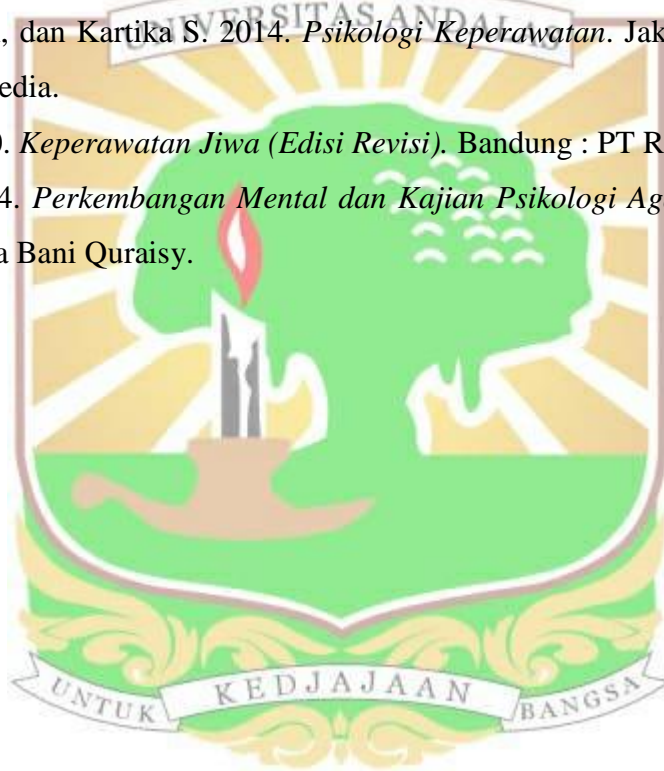 UNIVERSITAS ANDALAS
, dan Kartika S. 2014. Psikologi Keperawatan. Jak
edia.
). Keperawatan Jiwa (Edisi Revisi). Bandung : PT R
4. Perkembangan Mental dan Kajian Psikologi Ag
a Bani Quraisy.
UNTUK KEDJAJAAN BANGSA